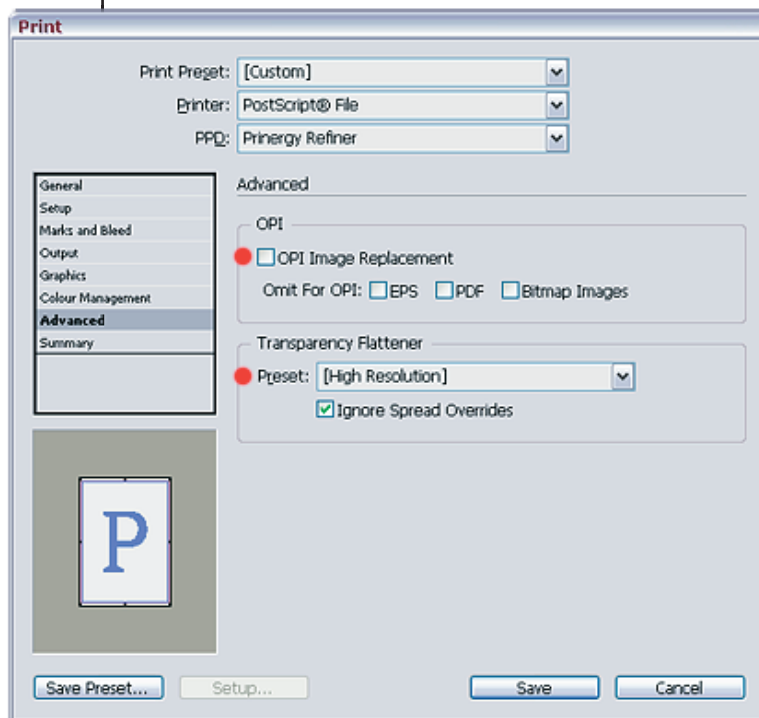 Print
Print Preset: [Custom]
Printer: PostScript® File
PPD: Prinergy Refiner
General
Setup
Marks and Bleed
Output
Graphics
Colour Management
Advanced
Summary
Advanced
OPI
OPI Image Replacement
Omit For OPI: EPS PDF Bitmap Images
Transparency Flattener
Preset: [High Resolution]
Ignore Spread Overrides
P
Save Preset... Setup... Save Cancel